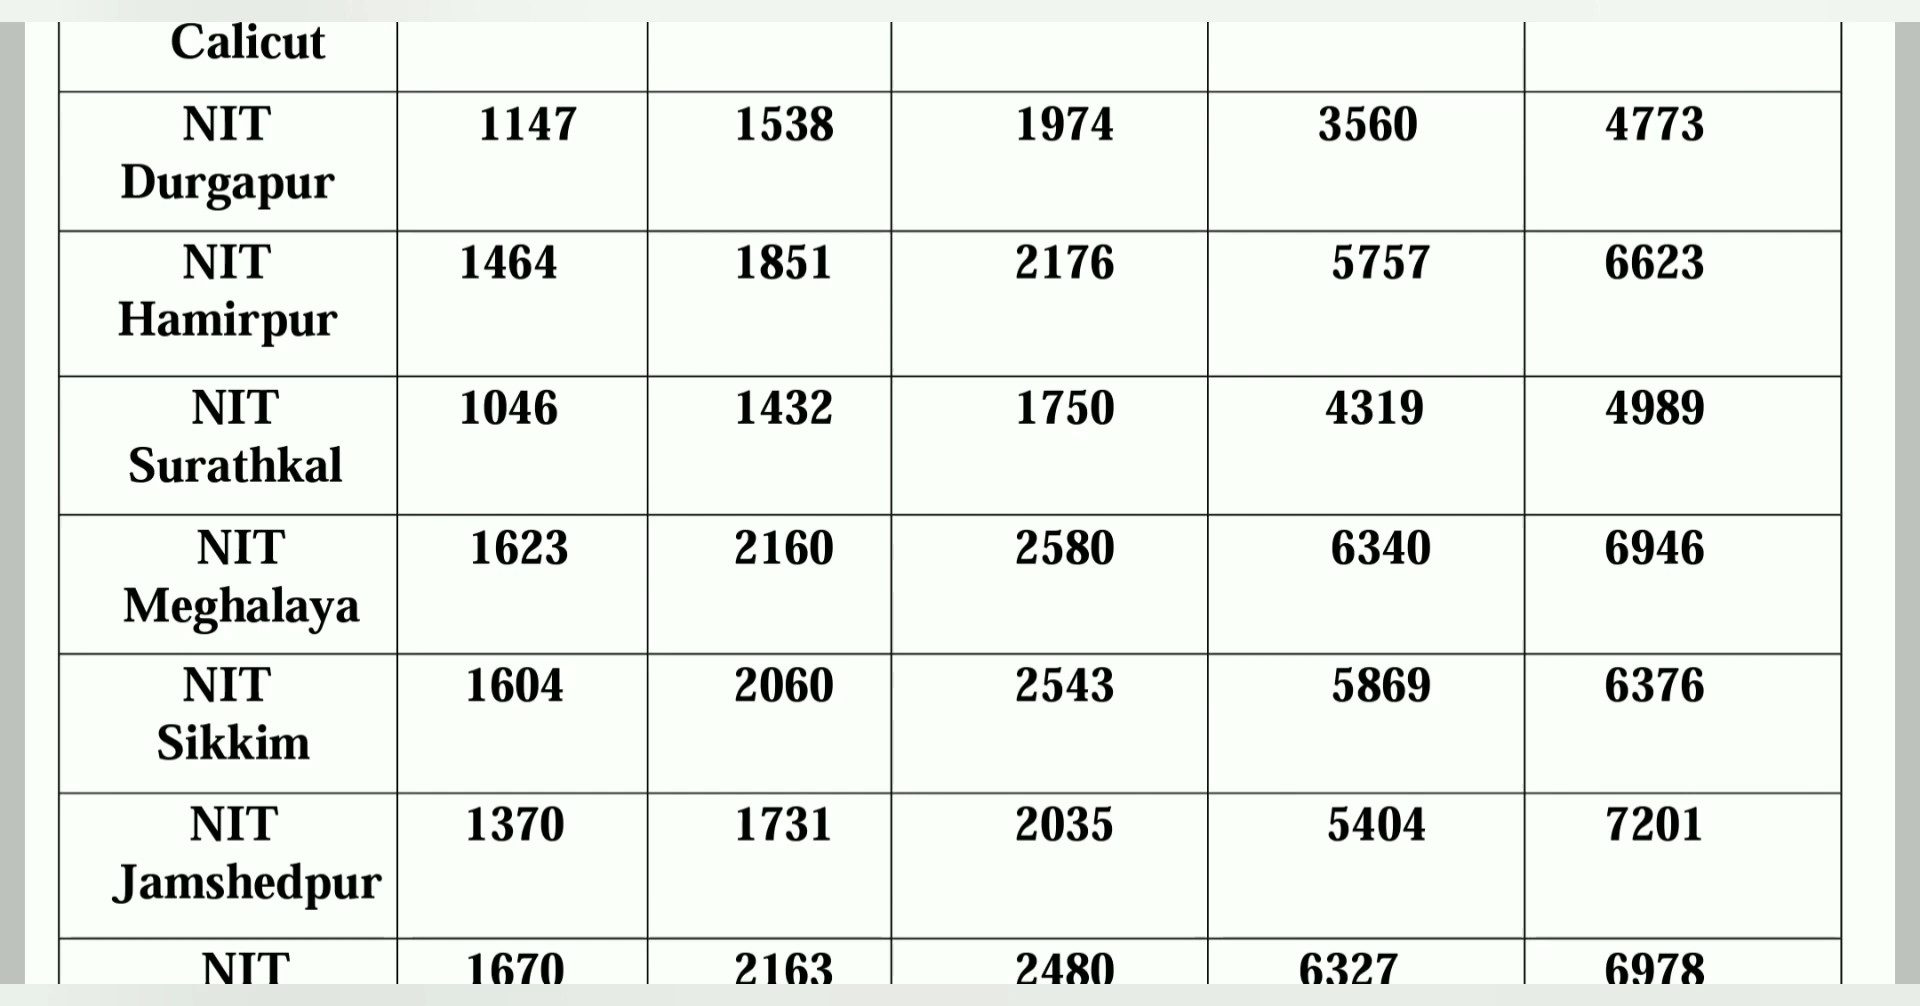 Calicut
NIT 1147 1538 1974 3560 4773
Durgapur
NIT 1464 1851 2176 5757 6623
Hamirpur
NIT 1046 1432 1750 4319 4989
Surathkal
NIT 1623 2160 2580 6340 6946
Meghalaya
NIT 1604 2060 2543 5869 6376
Sikkim
NIT 1370 1731 2035 5404 7201
Jamshedpur
NIT 1670 2163 2480 6327 6978